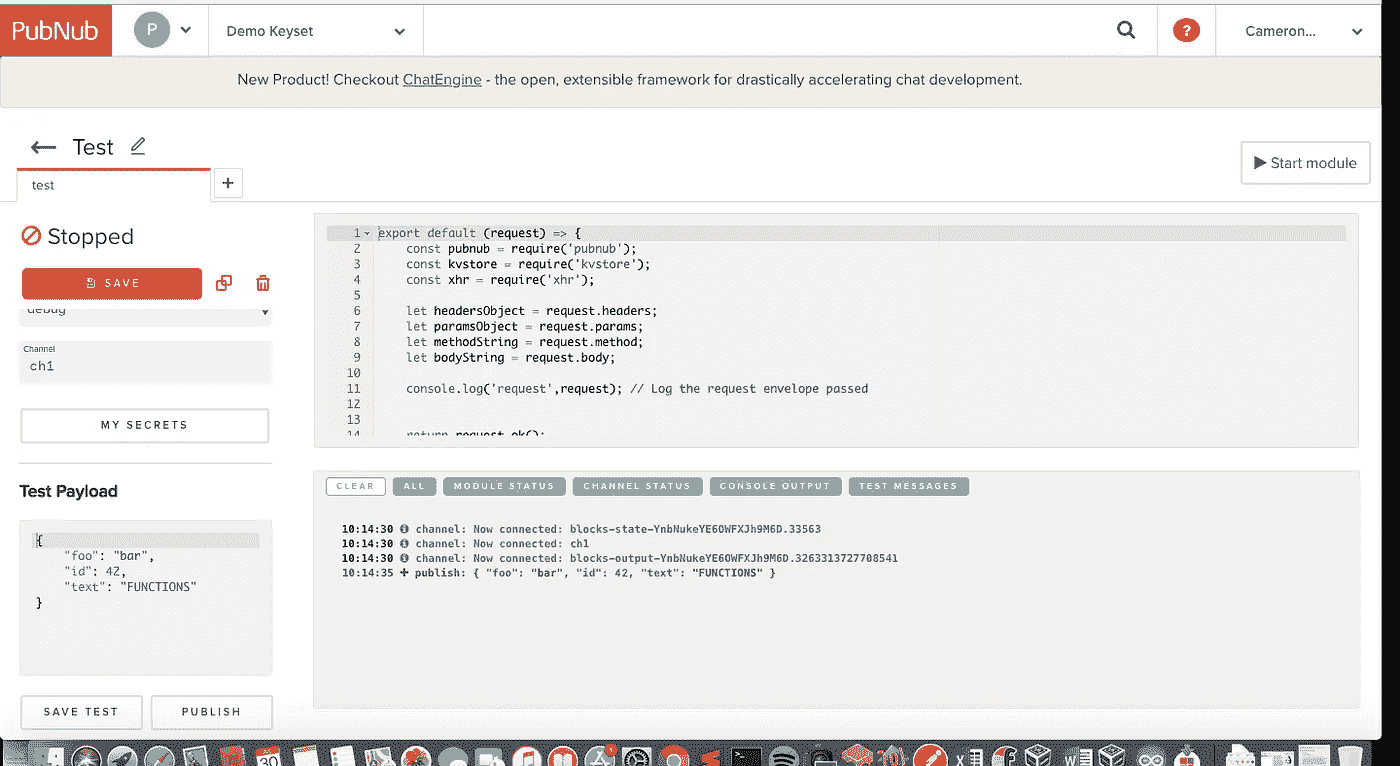 PubNub
P
Demo Keyset
?
Cameron...
New Product! Checkout ChatEngine - the open, extensible framework for drastically accelerating chat development.
Test
Start module
test
+
Stopped
SAVE
debug
Channel
ch1
MY SECRETS
Test Payload
{
"foo": "bar",
"id": 42,
"text": "FUNCTIONS"
}
SAVE TEST
PUBLISH
1 export default (request) => {
2 const pubnub = require('pubnub');
3 const kvstore = require('kvstore');
4 const xhr = require('xhr');
5
6 let headersObject = request.headers;
7 let paramsObject = request.params;
8 let methodString = request.method;
9 let bodyString = request.body;
10
11 console.log('request',request); // Log the request envelope passed
12
13
14 return request.ok();
CLEAR ALL MODULE STATUS CHANNEL STATUS CONSOLE OUTPUT TEST MESSAGES
10:14:30 channel: Now connected: blocks-state-YnbNukeYE6OWFXJh9M6D.33563
10:14:30 channel: Now connected: ch1
10:14:30 channel: Now connected: blocks-output-YnbNukeYE6OWFXJh9M6D.3263313727708541
10:14:35 + publish: { "foo": "bar", "id": 42, "text": "FUNCTIONS" }
30
1